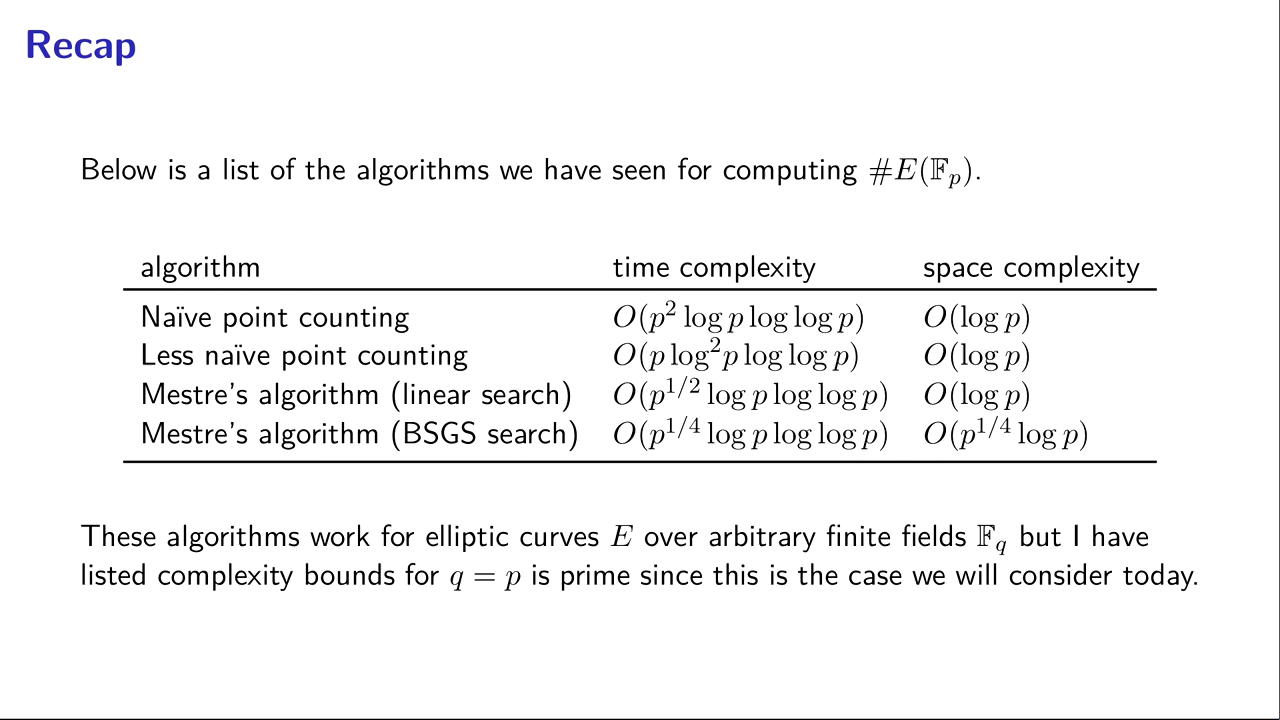 Recap
Below is a list of the algorithms we have seen for computing #E(𝔽ₚ).
algorithm time complexity space complexity
Naïve point counting O(p² log p log log p) O(log p)
Less naïve point counting O(p log²p log log p) O(log p)
Mestre's algorithm (linear search) O(p^{1/2} log p log log p) O(log p)
Mestre's algorithm (BSGS search) O(p^{1/4} log p log log p) O(p^{1/4} log p)
These algorithms work for elliptic curves E over arbitrary finite fields 𝔽_q but I have
listed complexity bounds for q = p is prime since this is the case we will consider today.